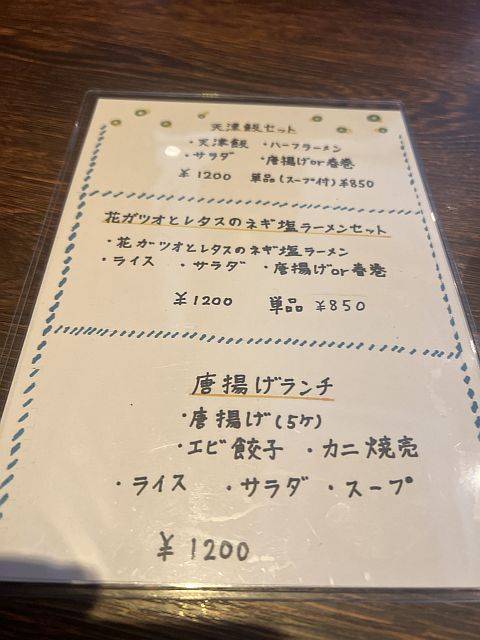 天津飯セット
・天津飯 ・ハーフラーメン
・サラダ ・唐揚げor春巻
￥1200 単品(スープ付)￥850
花ガツオとレタスのネギ塩ラーメンセット
・花ガツオとレタスのネギ塩ラーメン
・ライス ・サラダ ・唐揚げor春巻
￥1200 単品 ￥850
唐揚げランチ
・唐揚げ(5ケ)
・エビ餃子 ・カニ焼売
・ライス ・サラダ ・スープ
￥1200